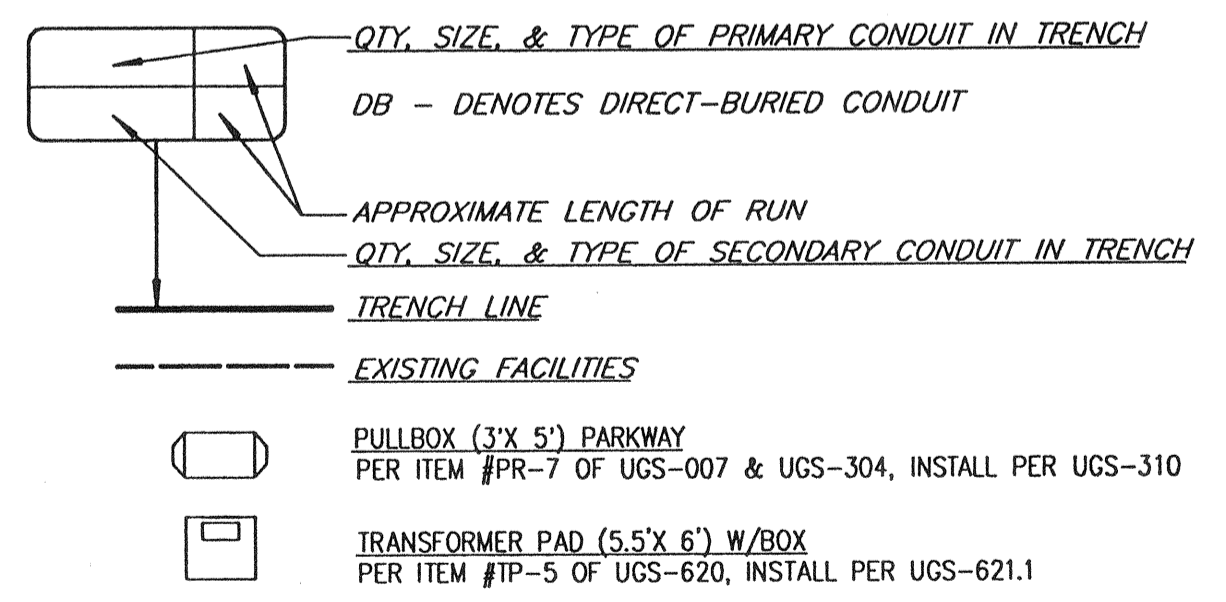 QTY, SIZE, & TYPE OF PRIMARY CONDUIT IN TRENCH
DB - DENOTES DIRECT-BURIED CONDUIT
APPROXIMATE LENGTH OF RUN
QTY, SIZE, & TYPE OF SECONDARY CONDUIT IN TRENCH
TRENCH LINE
EXISTING FACILITIES
PULLBOX (3'X 5') PARKWAY
PER ITEM #PR-7 OF UGS-007 & UGS-304, INSTALL PER UGS-310
TRANSFORMER PAD (5.5'X 6') W/BOX
PER ITEM #TP-5 OF UGS-620, INSTALL PER UGS-621.1